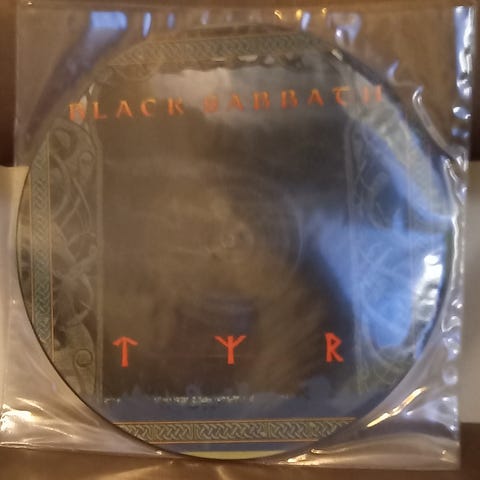 BLACK SABBATH
ᛏ ᛉ ᚱ